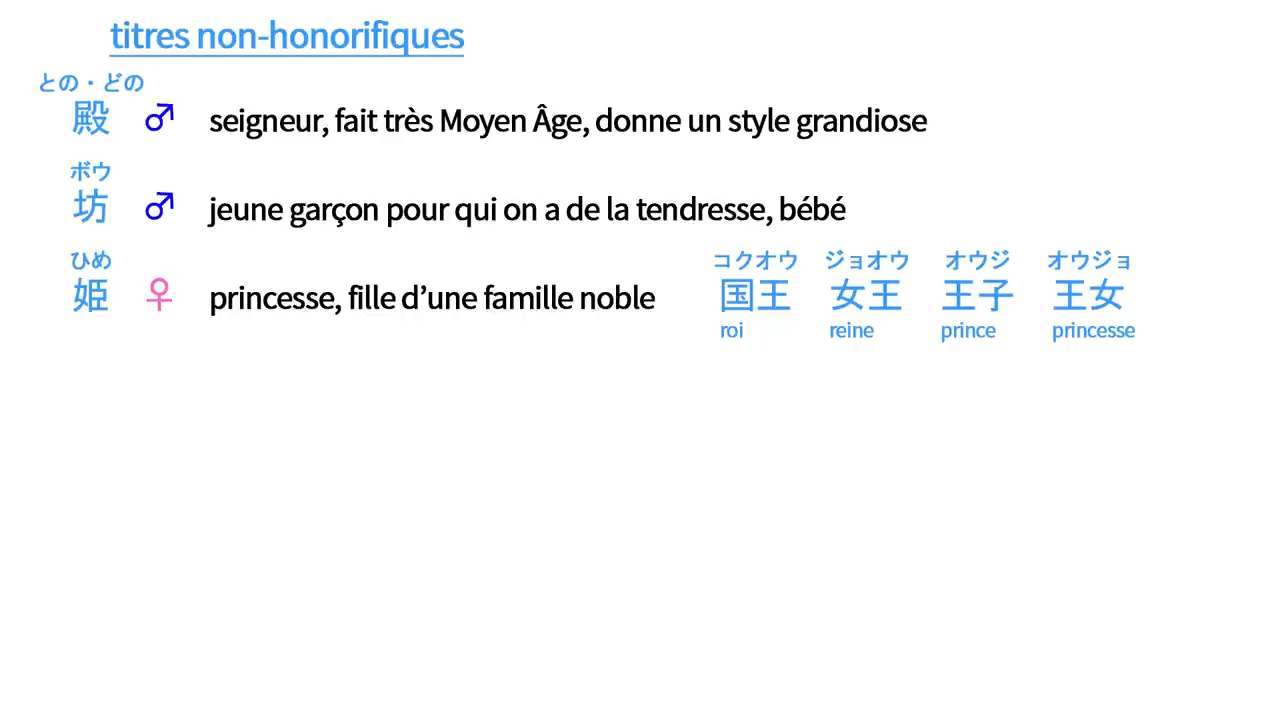 titres non-honorifiques
との・どの
殿 ♂ seigneur, fait très Moyen Âge, donne un style grandiose
ボウ
坊 ♂ jeune garçon pour qui on a de la tendresse, bébé
ひめ コクオウ ジョオウ オウジ オウジョ
姫 ♀ princesse, fille d’une famille noble 国王 女王 王子 王女
roi reine prince princesse